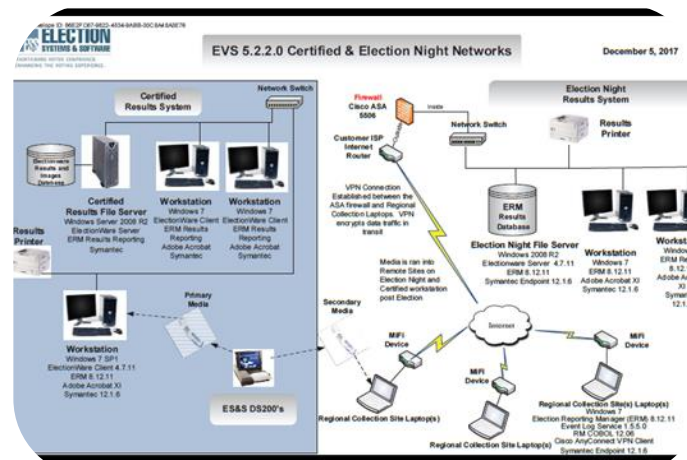 ELECTION
SYSTEMS & SOFTWARE
EVS 5.2.2.0 Certified & Election Night Networks
December 5, 2017
Certified
Results System
Network Switch
Electionware
Results and
Images
Database
Certified
Results File Server
Windows Server 2008 R2
ElectionWare Server
ERM Results Reporting
Symantec
Workstation
Windows 7
ElectionWare Client
ERM Results
Reporting
Adobe Acrobat
Symantec
Workstation
Windows 7
ElectionWare Client
ERM Results
Reporting
Adobe Acrobat
Symantec
Results
Printer
Workstation
Windows 7 SP1
ElectionWare Client 4.7.11
ERM 8.12.11
Adobe Acrobat XI
Symantec 12.1.6
Primary
Media
ES&S DS200's
Secondary
Media
Firewall
Cisco ASA
5506
Inside
Customer ISP
Internet
Router
Network Switch
VPN Connection
Established between the
ASA firewall and Regional
Collection Laptops. VPN
encrypts data traffic in
transit
Media is ran into
Remote Sites on
Election Night and
Certified workstation
post Election
Election Night
Results System
Results
Printer
ERM
Results
Database
Election Night File Server
Windows 2008 R2
Electionware Server 4.7.11
ERM 8.12.11
Symantec Endpoint 12.1.6
Workstation
Windows 7
ERM 8.12.11
Adobe Acrobat XI
Symantec 12.1.6
Internet
MiFi
Device
Regional Collection Site Laptop(s)
MiFi
Device
Regional Collection Site Laptop(s)
MiFi
Device
Regional Collection Site(s) Laptop(s)
Windows 7
Election Reporting Manager (ERM) 8.12.11
Event Log Service 1.5.5.0
RM COBOL 12.06
Cisco AnyConnect VPN Client
Symantec Endpoint 12.1.6